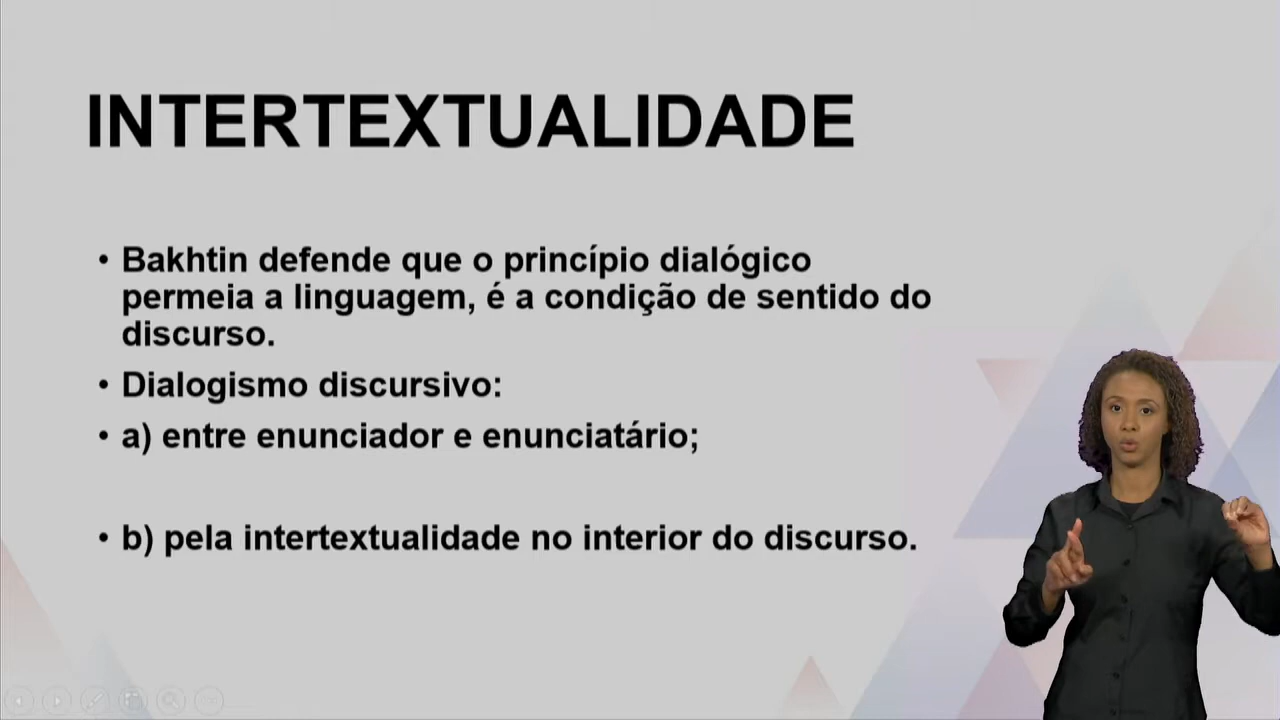 INTERTEXTUALIDADE
• Bakhtin defende que o princípio dialógico
permeia a linguagem, é a condição de sentido do
discurso.
• Dialogismo discursivo:
• a) entre enunciador e enunciatário;
• b) pela intertextualidade no interior do discurso.